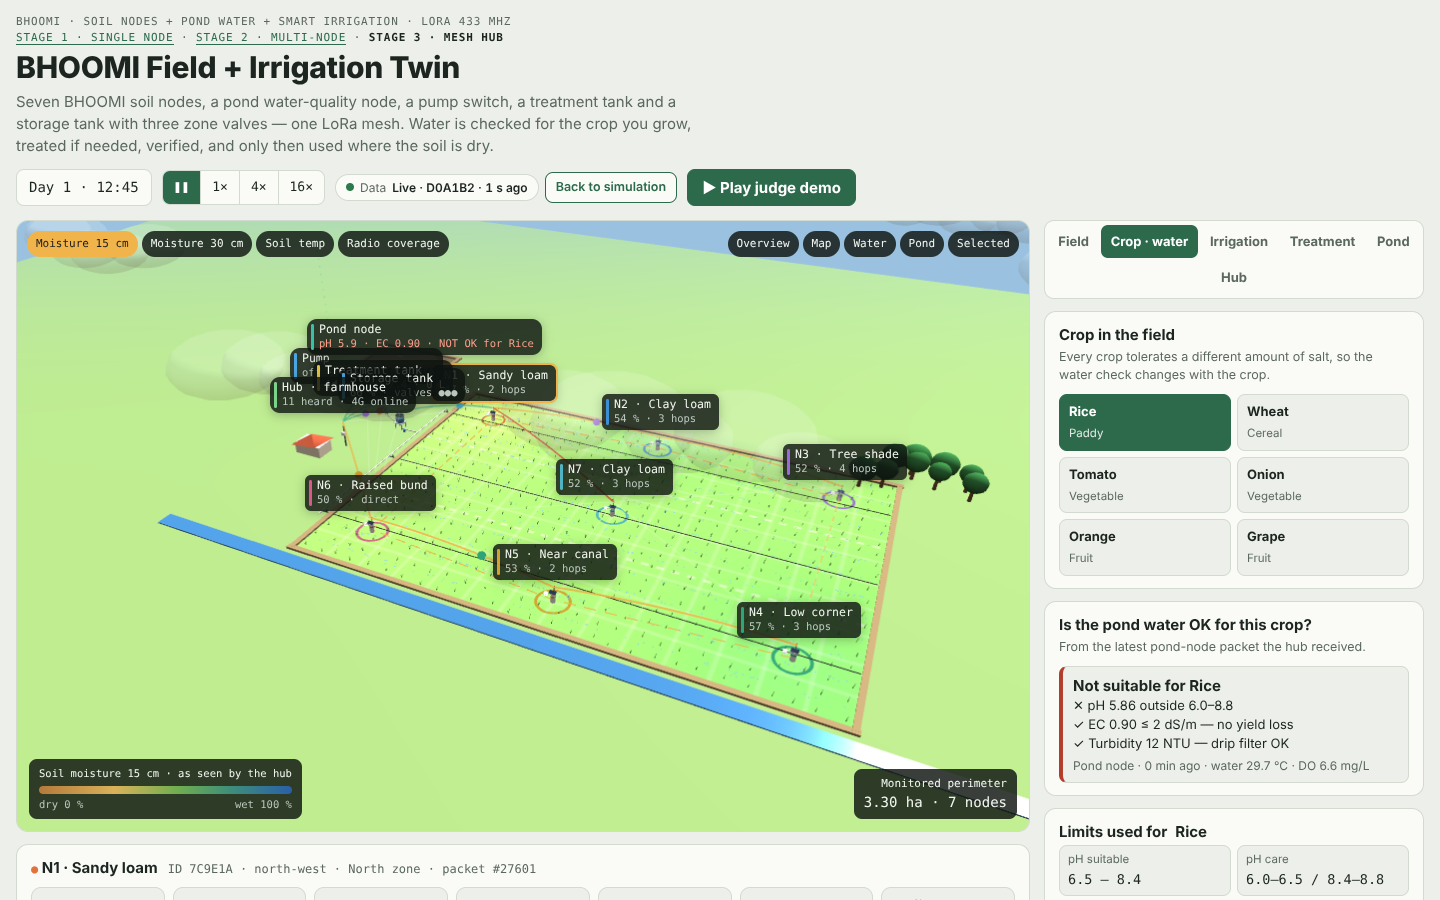 BHOOMI · SOIL NODES + POND WATER + SMART IRRIGATION · LORA 433 MHZ
STAGE 1 · SINGLE NODE · STAGE 2 · MULTI-NODE · STAGE 3 · MESH HUB
BHOOMI Field + Irrigation Twin
Seven BHOOMI soil nodes, a pond water-quality node, a pump switch, a treatment tank and a
storage tank with three zone valves — one LoRa mesh. Water is checked for the crop you grow,
treated if needed, verified, and only then used where the soil is dry.
Day 1 · 12:45
1×
4×
16×
Data Live · D0A1B2 · 1 s ago
Back to simulation
▶ Play judge demo
Moisture 15 cm
Moisture 30 cm
Soil temp
Radio coverage
Overview
Map
Water
Pond
Selected
Pond node
pH 5.9 · EC 0.90 · NOT OK for Rice
Pump
Treatment tank
Storage tank
valves
Hub · farmhouse
11 heard · 4G online
· Sandy loam
% · 2 hops
N2 · Clay loam
54 % · 3 hops
N3 · Tree shade
52 % · 4 hops
N7 · Clay loam
52 % · 3 hops
N6 · Raised bund
50 % · direct
N5 · Near canal
53 % · 2 hops
N4 · Low corner
57 % · 3 hops
Soil moisture 15 cm · as seen by the hub
dry 0 %
wet 100 %
Monitored perimeter
3.30 ha · 7 nodes
N1 · Sandy loam ID 7C9E1A · north-west · North zone · packet #27601
Field
Crop · water
Irrigation
Treatment
Pond
Hub
Crop in the field
Every crop tolerates a different amount of salt, so the
water check changes with the crop.
Rice
Paddy
Wheat
Cereal
Tomato
Vegetable
Onion
Vegetable
Orange
Fruit
Grape
Fruit
Is the pond water OK for this crop?
From the latest pond-node packet the hub received.
Not suitable for Rice
✕ pH 5.86 outside 6.0–8.8
✓ EC 0.90 ≤ 2 dS/m — no yield loss
✓ Turbidity 12 NTU — drip filter OK
Pond node · 0 min ago · water 29.7 °C · DO 6.6 mg/L
Limits used for Rice
pH suitable
6.5 – 8.4
pH care
6.0–6.5 / 8.4–8.8